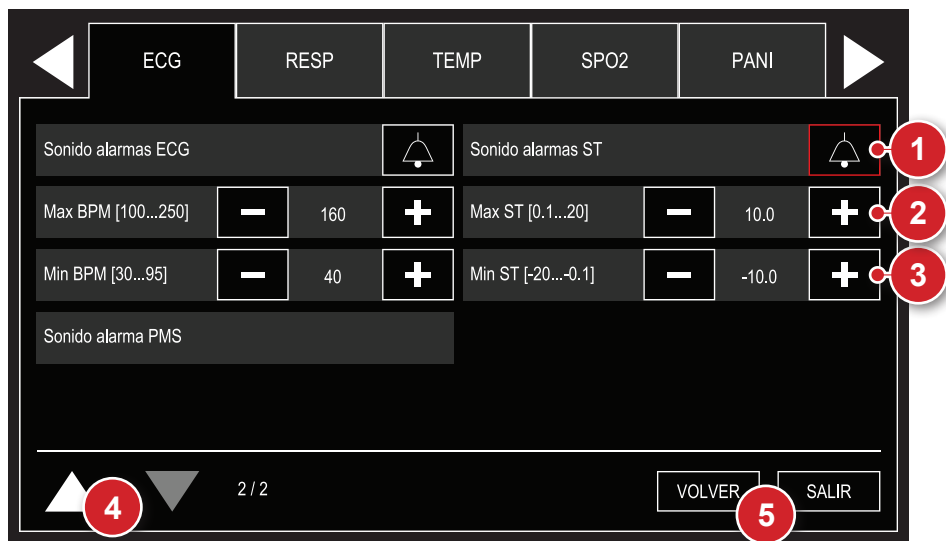 ECG RESP TEMP SPO2 PANI
Sonido alarmas ECG Sonido alarmas ST 1
Max BPM [100...250] 160 Max ST [0.1...20] 10.0 2
Min BPM [30...95] 40 Min ST [-20...-0.1] -10.0 3
Sonido alarma PMS
4 2 / 2 VOLVER 5 SALIR